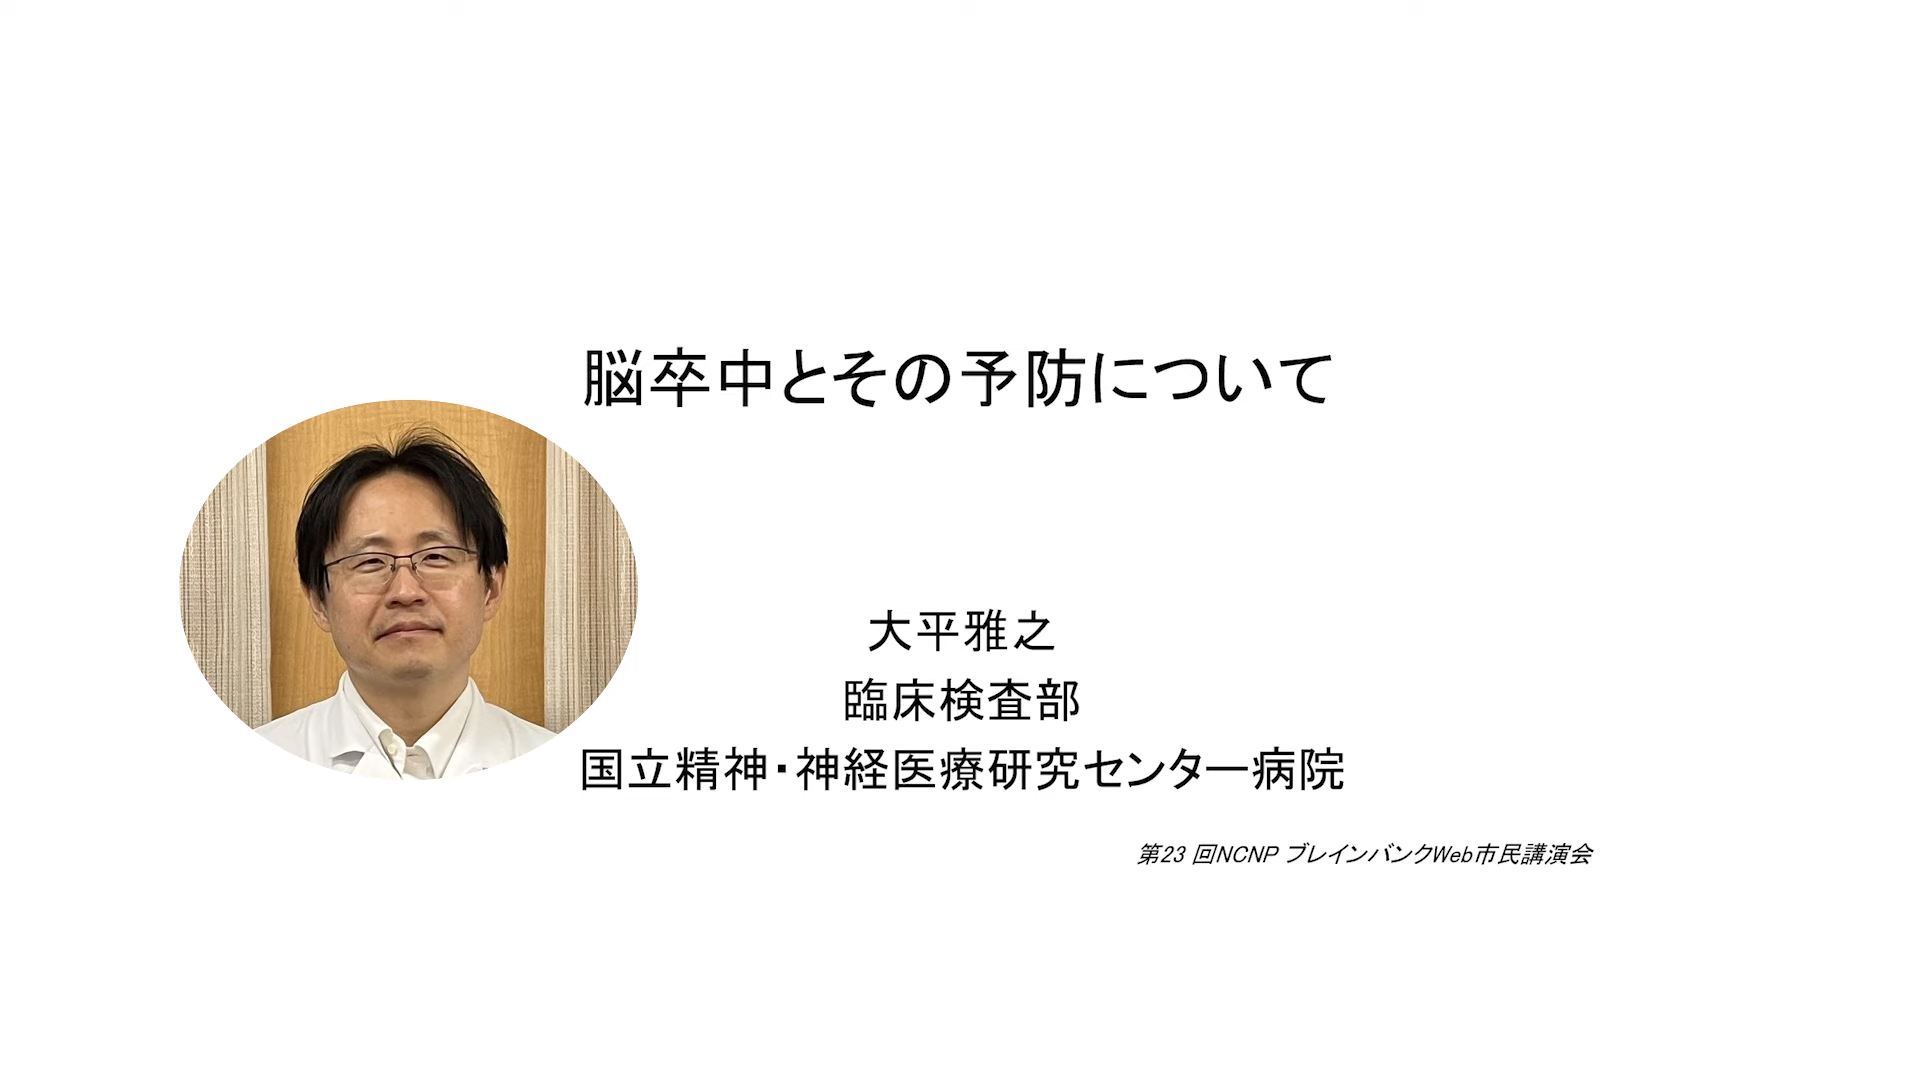 脳卒中とその予防について
大平雅之
臨床検査部
国立精神・神経医療研究センター病院
第23 回NCNP ブレインバンクWeb市民講演会